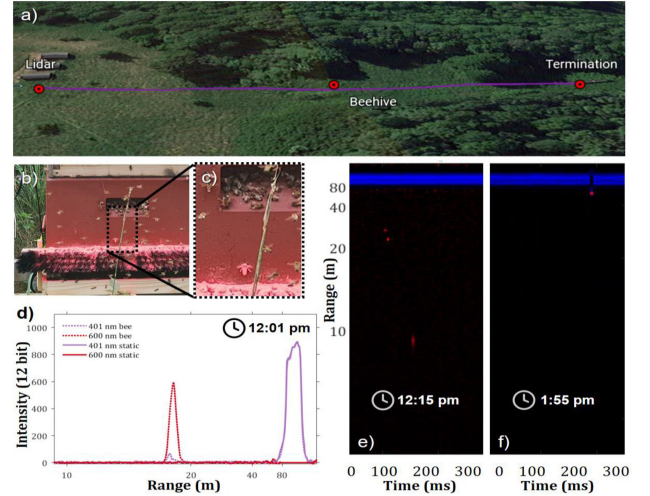 a)
Lidar
Termination
Beehive
b)
c)
d)
12:01 pm
401 nm bee
600 nm bee
401 nm static
600 nm static
Intensity (12 bit)
1000
800
600
400
200
0
10 20 40 80
Range (m)
Range (m)
80
40
20
10
12:15 pm
e)
0 100 200 300
Time (ms)
1:55 pm
f)
0 100 200 300
Time (ms)